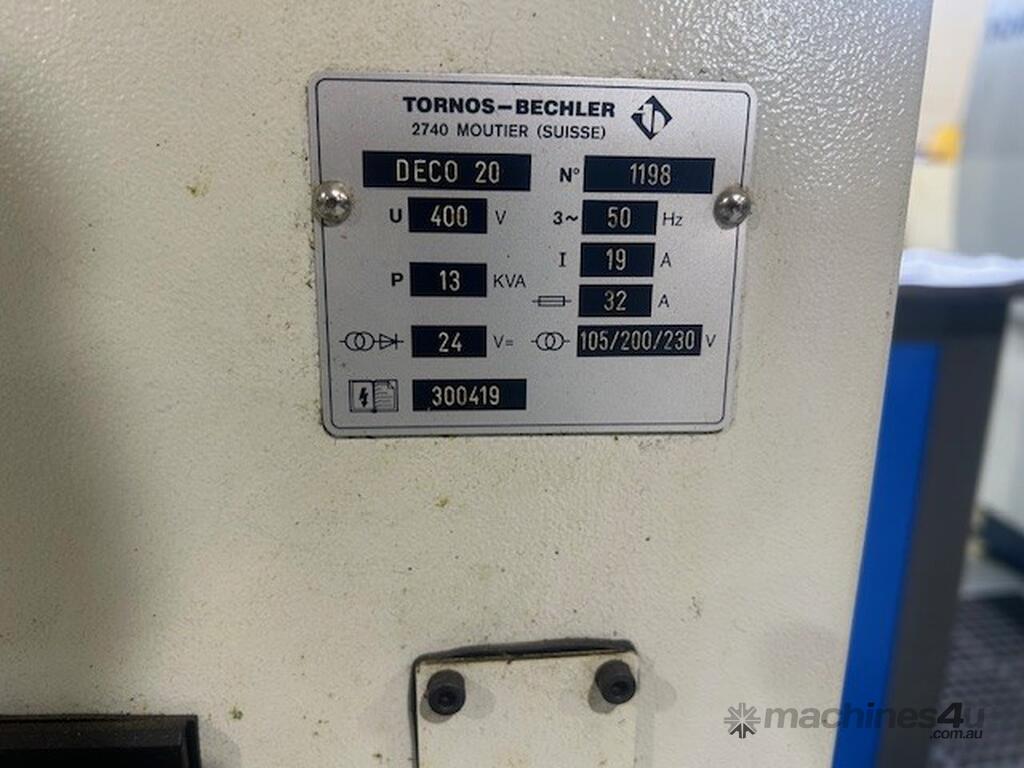 TORNOS–BECHLER
2740 MOUTIER (SUISSE)
DECO 20 N° 1198
U 400 V 3~ 50 Hz
I 19 A
P 13 KVA
32 A
24 V= 105/200/230 V
300419
machines4u
.com.au